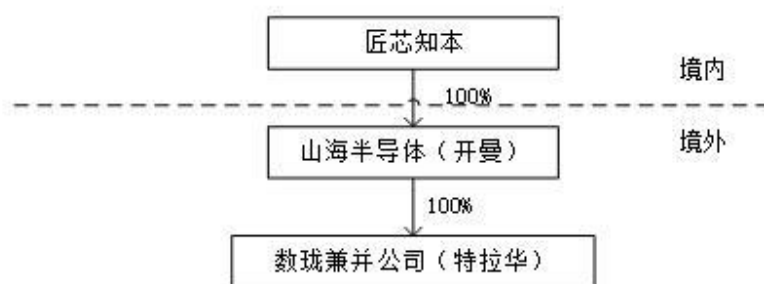 匠芯知本
境内
100%
山海半导体（开曼）
境外
100%
数珑兼并公司（特拉华）